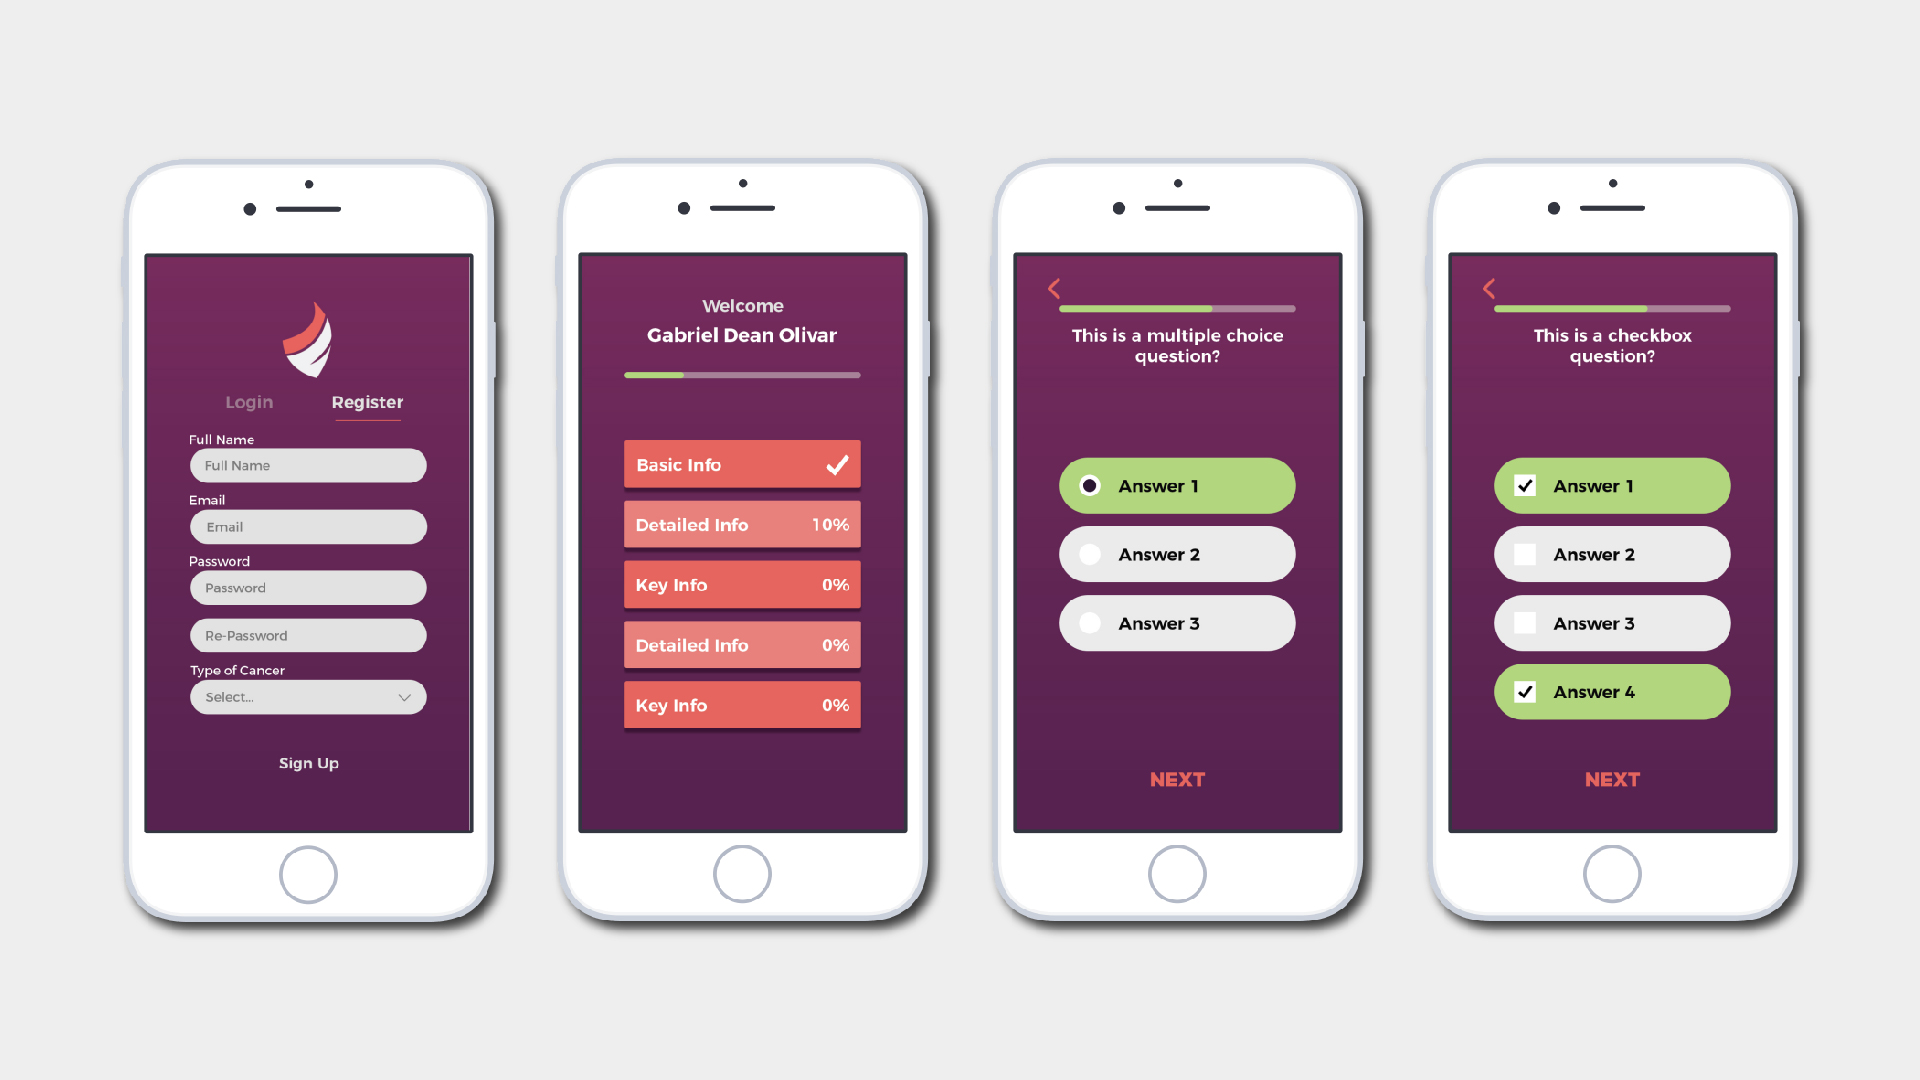 Login Register
Full Name
Full Name
Email
Email
Password
Password
Re-Password
Type of Cancer
Select...
Sign Up
Welcome
Gabriel Dean Olivar
Basic Info
Detailed Info 10%
Key Info 0%
Detailed Info 0%
Key Info 0%
This is a multiple choice
question?
Answer 1
Answer 2
Answer 3
NEXT
This is a checkbox
question?
Answer 1
Answer 2
Answer 3
Answer 4
NEXT